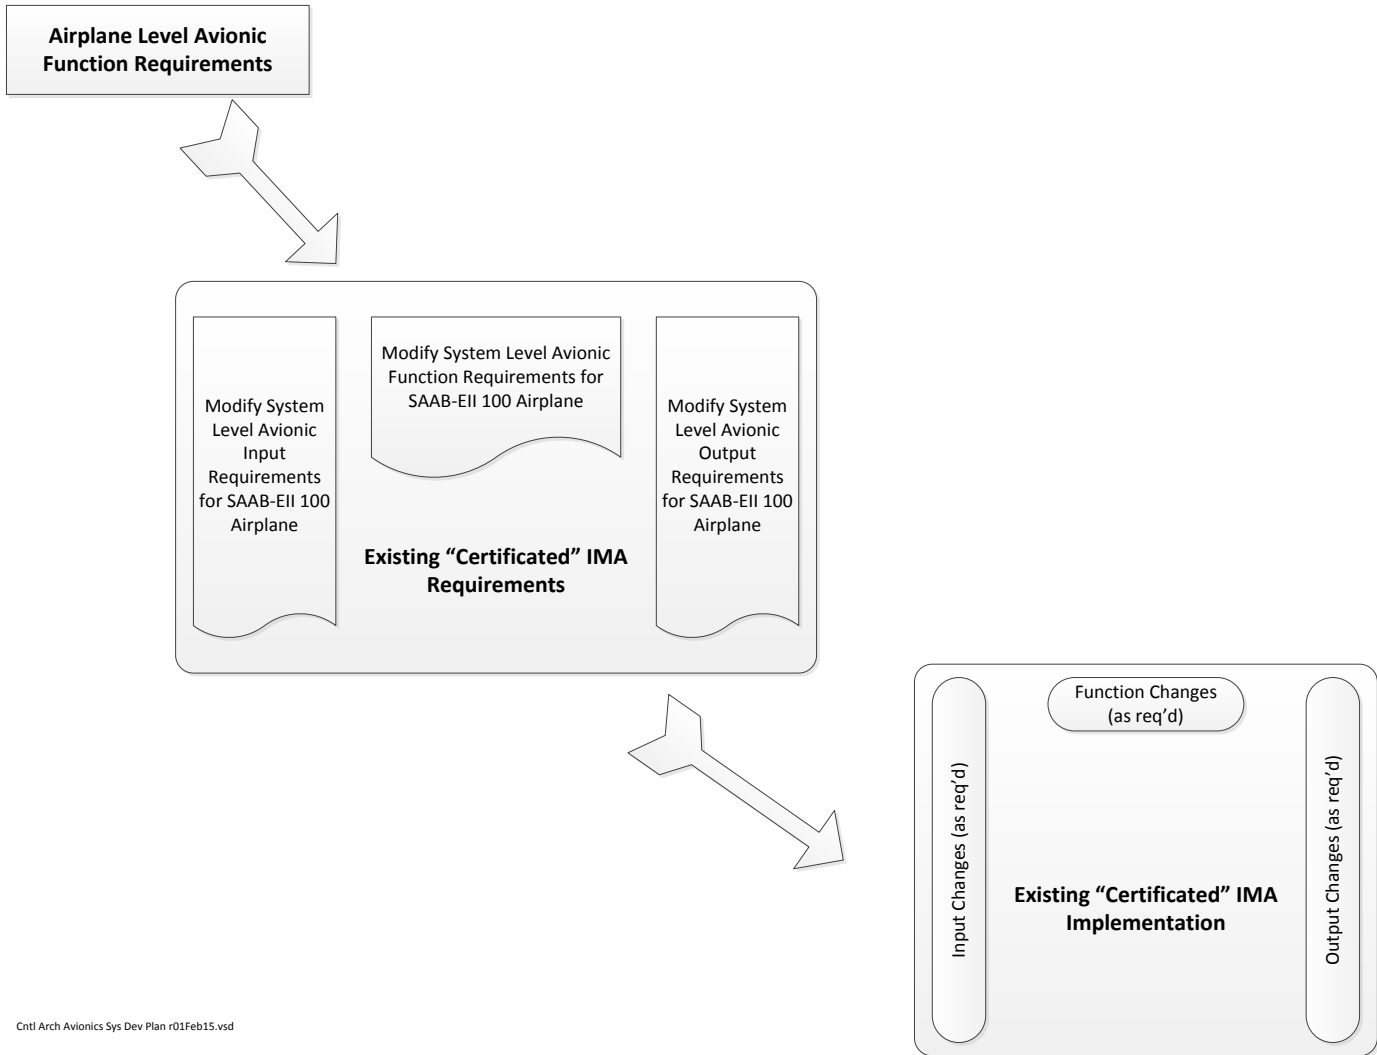 Airplane Level Avionic
Function Requirements
Modify System
Level Avionic
Input
Requirements
for SAAB-EII 100
Airplane
Modify System Level Avionic
Function Requirements for
SAAB-EII 100 Airplane
Modify System
Level Avionic
Output
Requirements
for SAAB-EII 100
Airplane
Existing “Certificated” IMA
Requirements
Function Changes
(as req’d)
Input Changes (as req’d)
Existing “Certificated” IMA
Implementation
Output Changes (as req’d)
Cntl Arch Avionics Sys Dev Plan r01Feb15.vsd